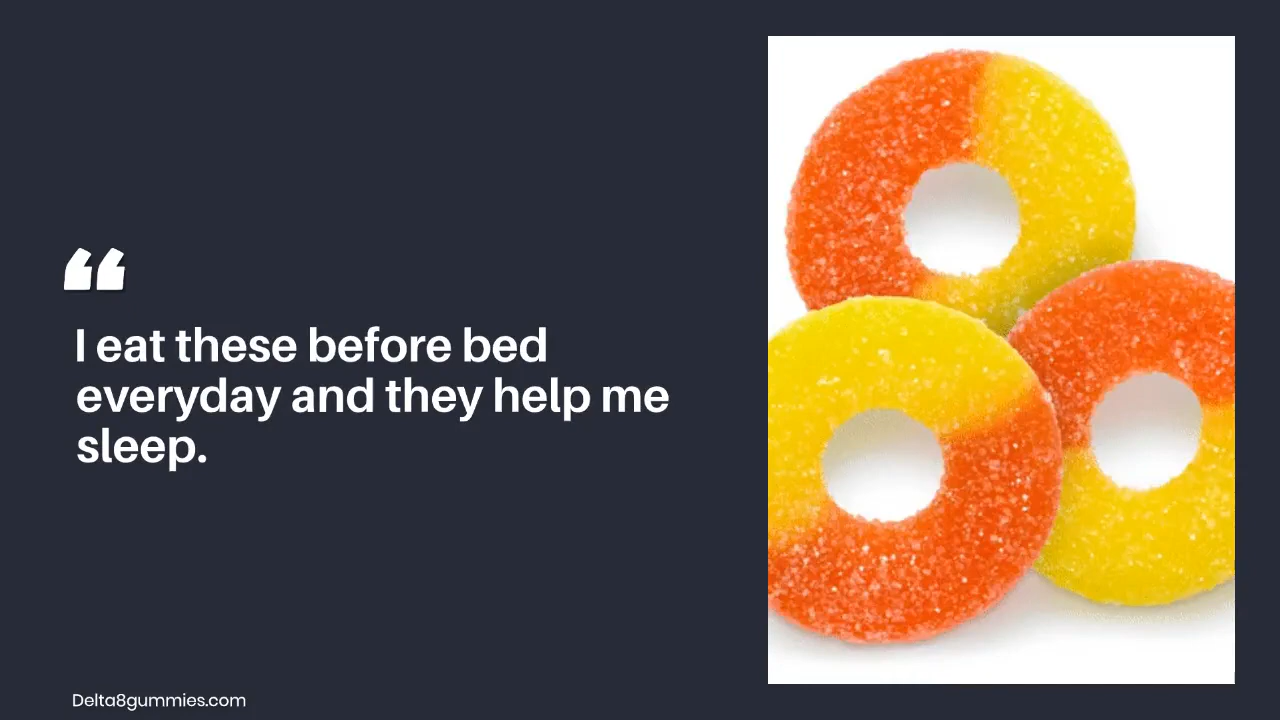 “
I eat these before bed
everyday and they help me
sleep.
Delta8gummies.com